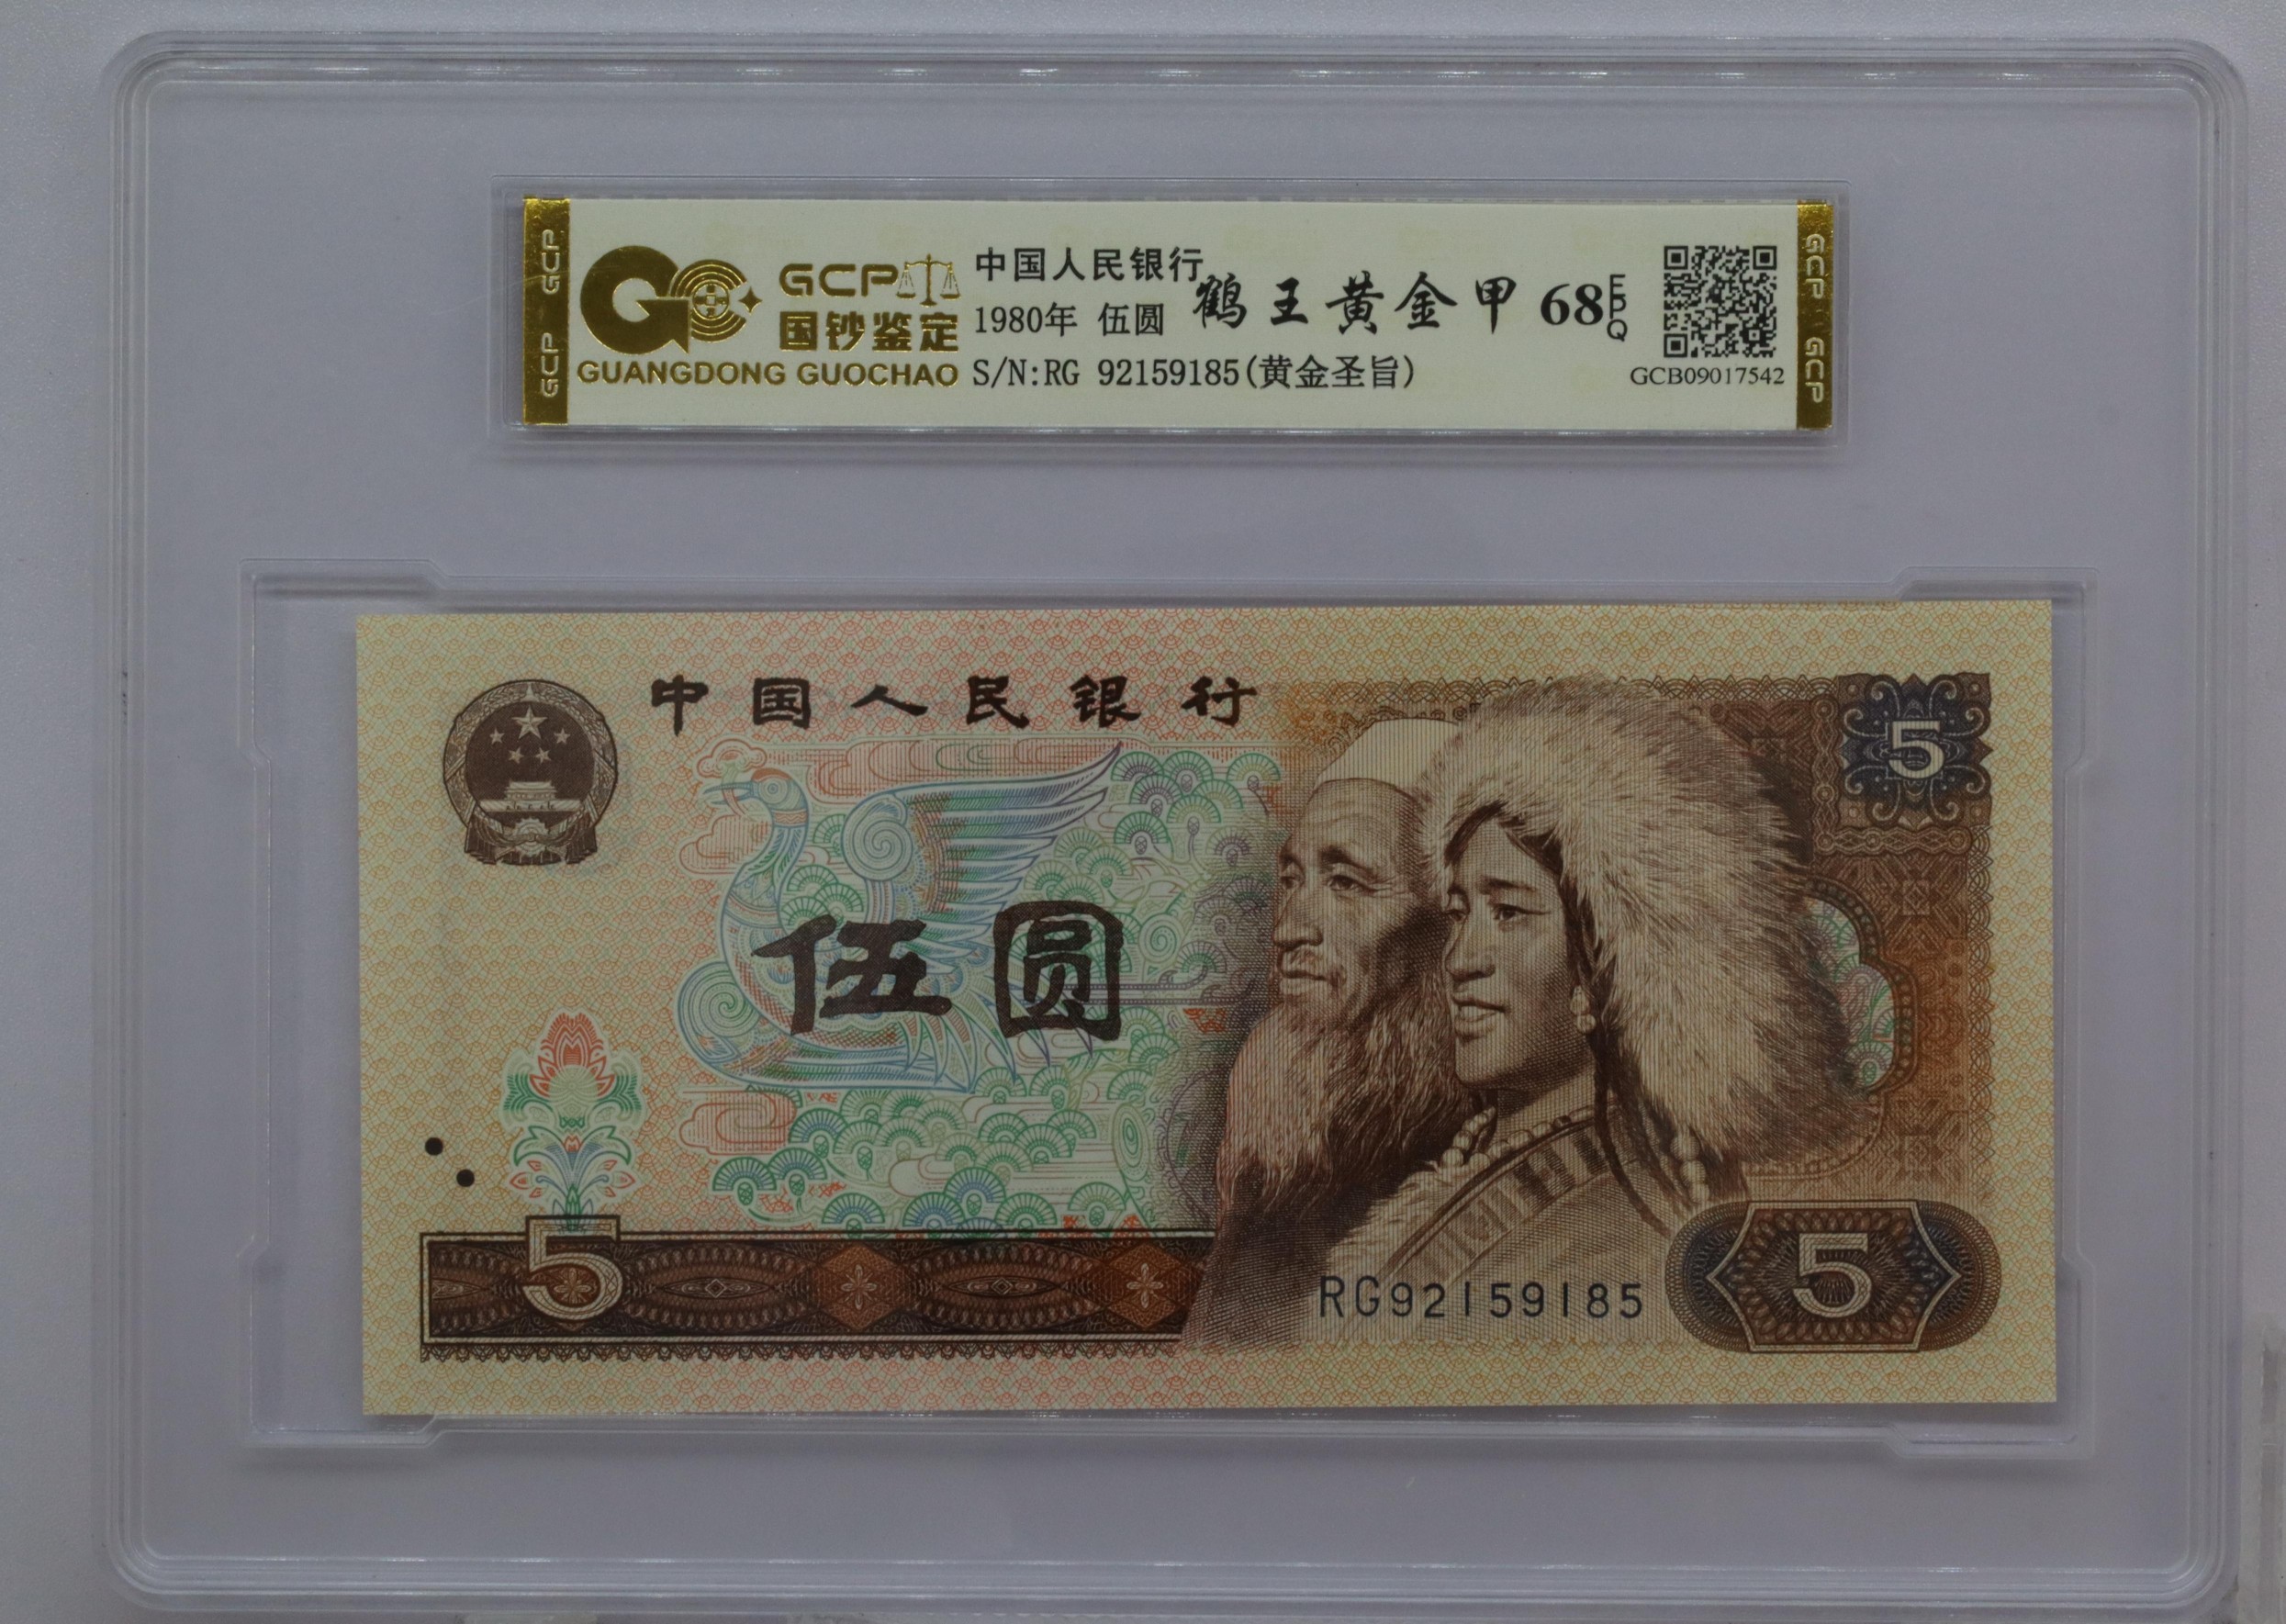 GCP GCP
GCP
国钞鉴定
GUANGDONG GUOCHAO
中国人民银行
1980年 伍圆
S/N:RG 92159185(黄金圣旨)
鹤王黄金甲
68 EPQ
GCB09017542
GCP GCP
中国人民银行
5
伍圆
5
RG92159185
5